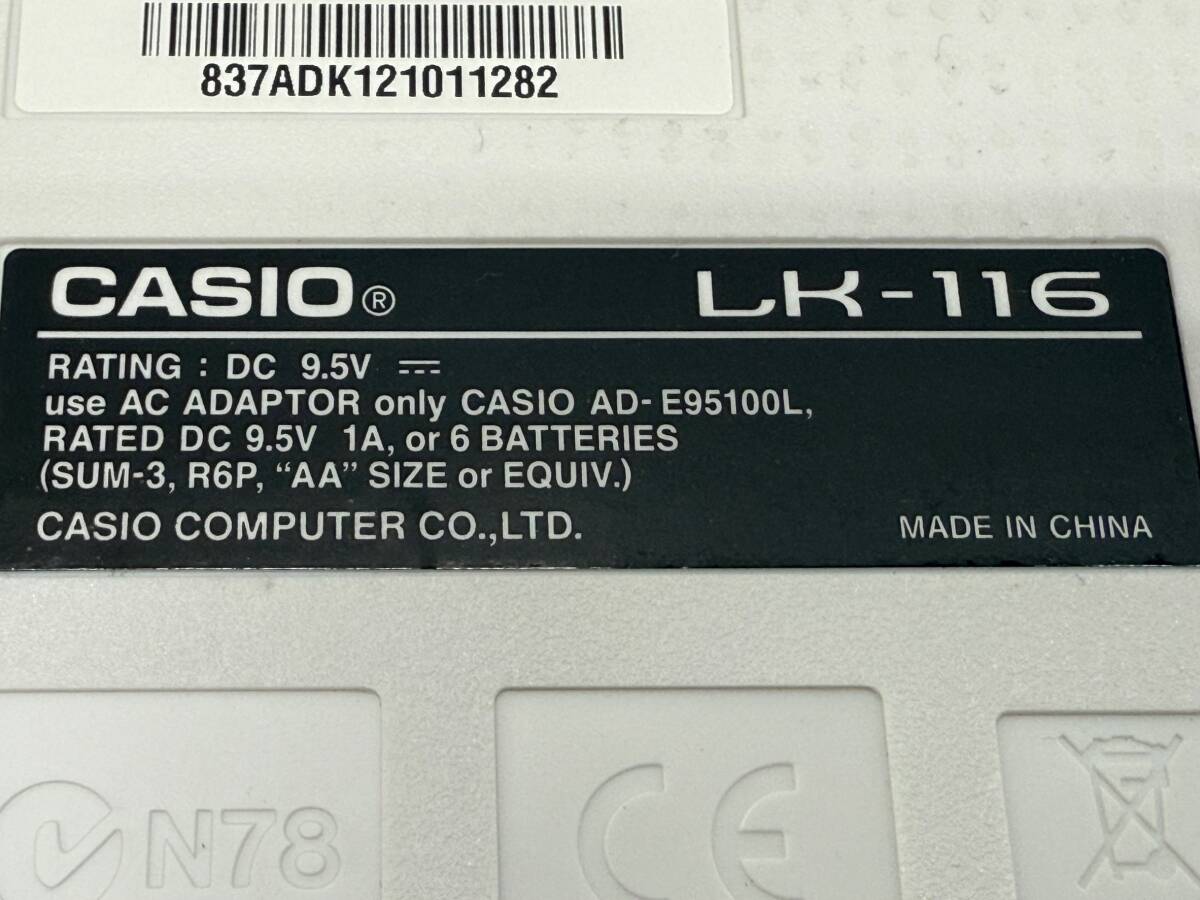 837ADK121011282
CASIO® LK-116
RATING : DC 9.5V ⎓
use AC ADAPTOR only CASIO AD-E95100L,
RATED DC 9.5V 1A, or 6 BATTERIES
(SUM-3, R6P, “AA” SIZE or EQUIV.)
CASIO COMPUTER CO.,LTD. MADE IN CHINA
N78 CE